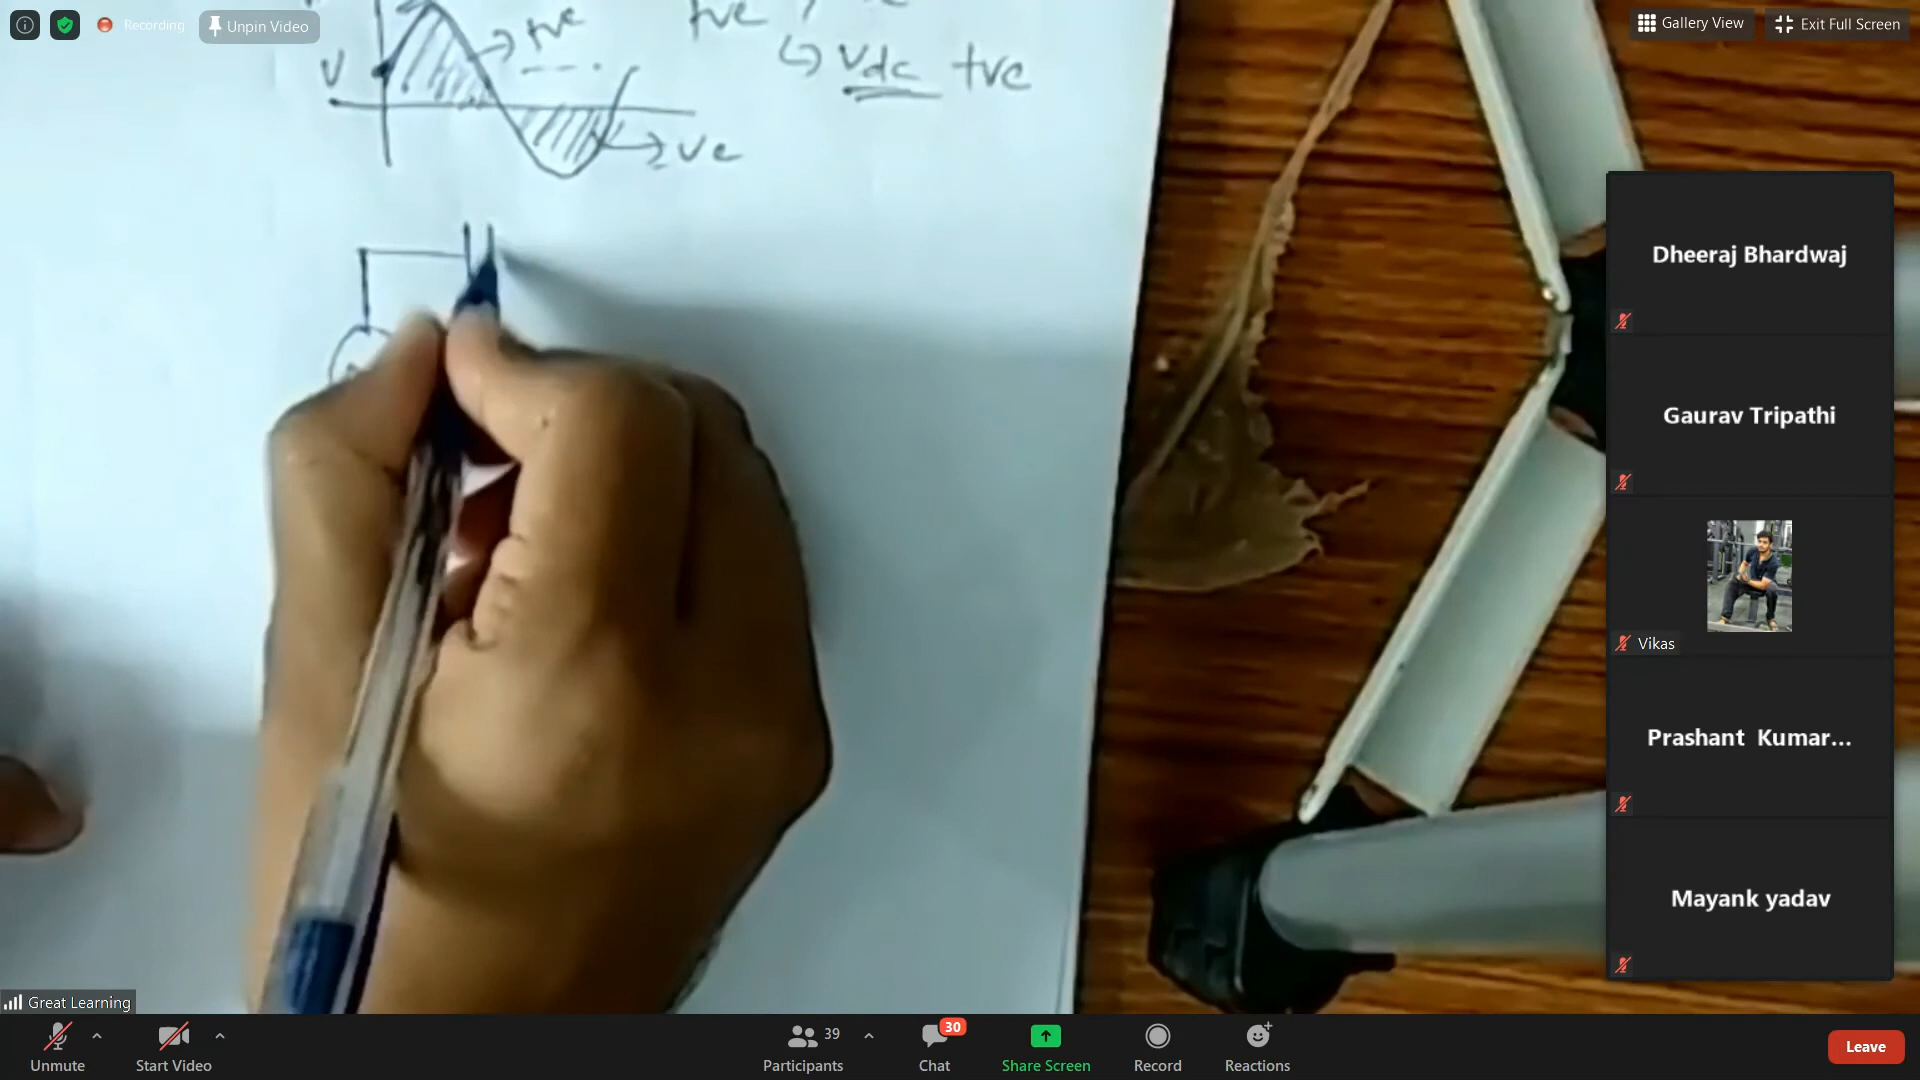 Recording
Unpin Video
Gallery View
Exit Full Screen
+ve
+ve
V
↳ Vdc +ve
→ -ve
Dheeraj Bhardwaj
Gaurav Tripathi
Vikas
Prashant Kumar...
Mayank yadav
Great Learning
39
30
Unmute
Start Video
Participants
Chat
Share Screen
Record
Reactions
Leave